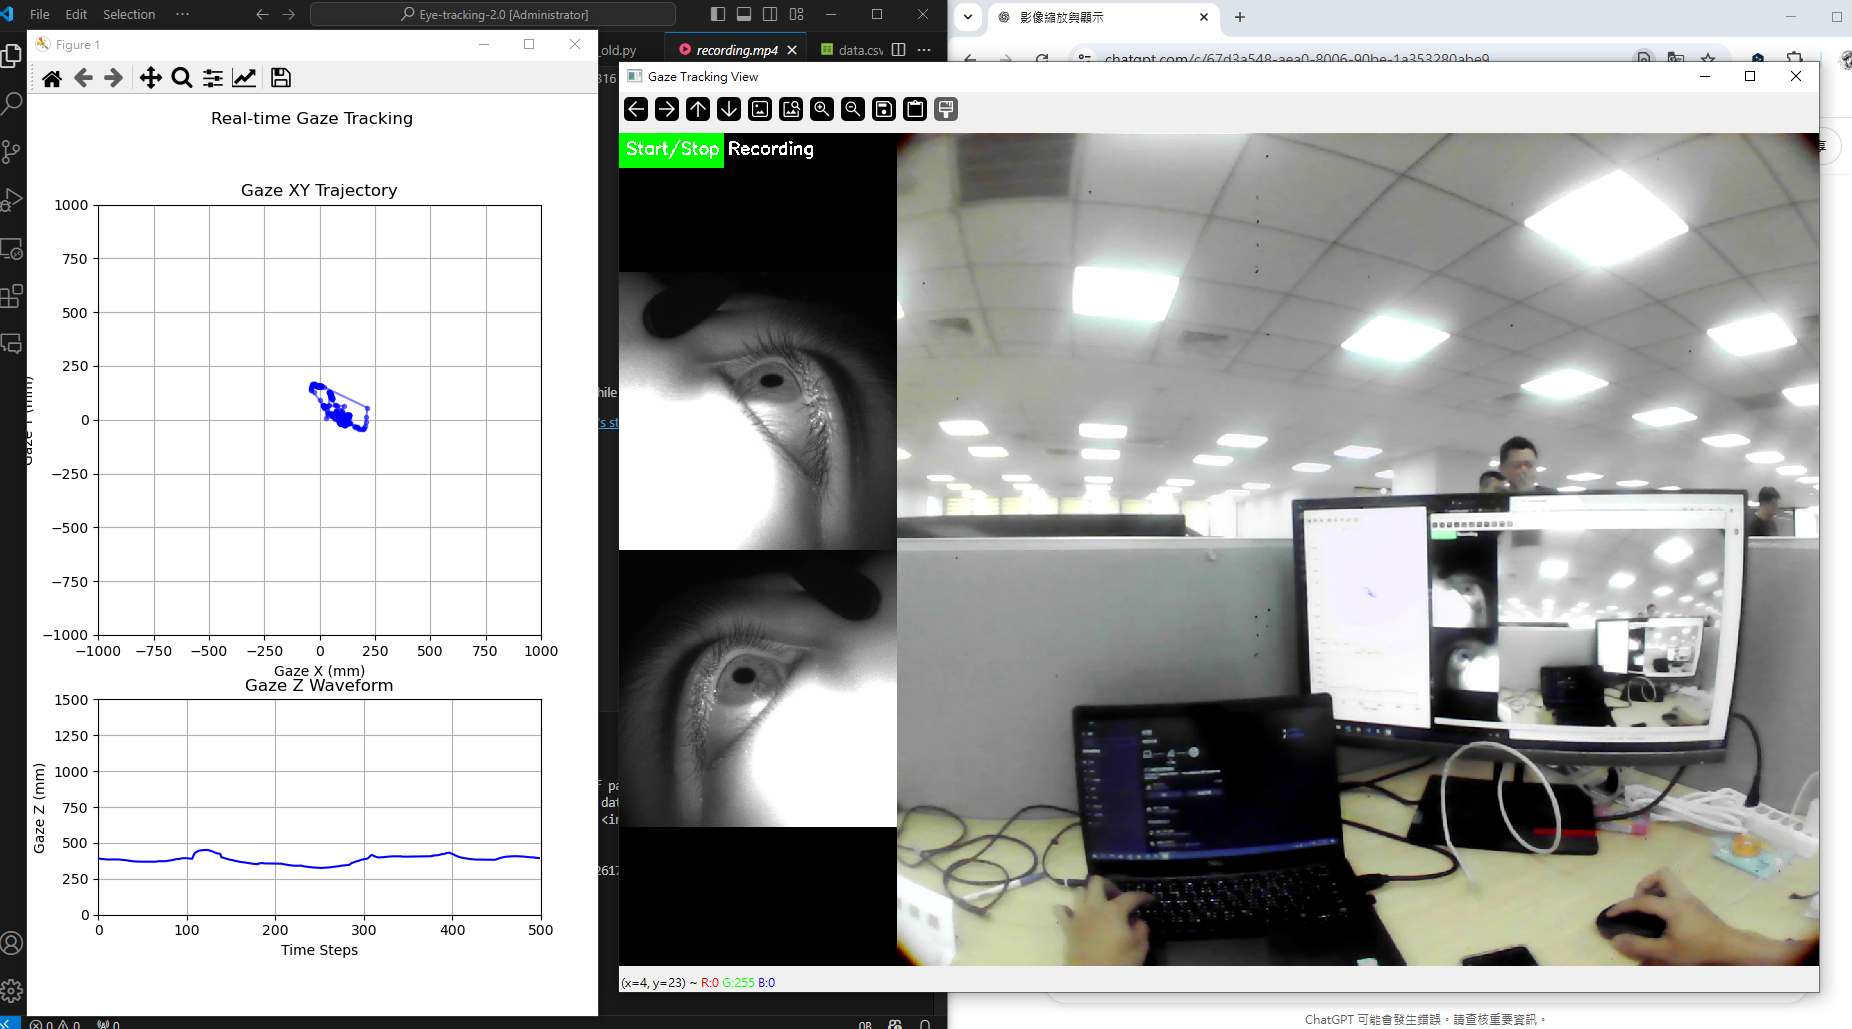 File Edit Selection ···
Eye-tracking-2.0 [Administrator]
_old.py
recording.mp4
data.csv
影像縮放與顯示
chatgpt.com/c/67d3a548-aea0-8006-90be-1a353280abe9
Figure 1
Real-time Gaze Tracking
Gaze XY Trajectory
1000
750
500
250
0
−250
−500
−750
−1000
−1000 −750 −500 −250 0 250 500 750 1000
Gaze X (mm)
Gaze Z Waveform
1500
1250
1000
750
500
250
0
Gaze Z (mm)
0 100 200 300 400 500
Time Steps
Gaze Tracking View
Start/Stop Recording
(x=4, y=23) ~ R:0 G:255 B:0
ChatGPT 可能會發生錯誤。請查核重要資訊。